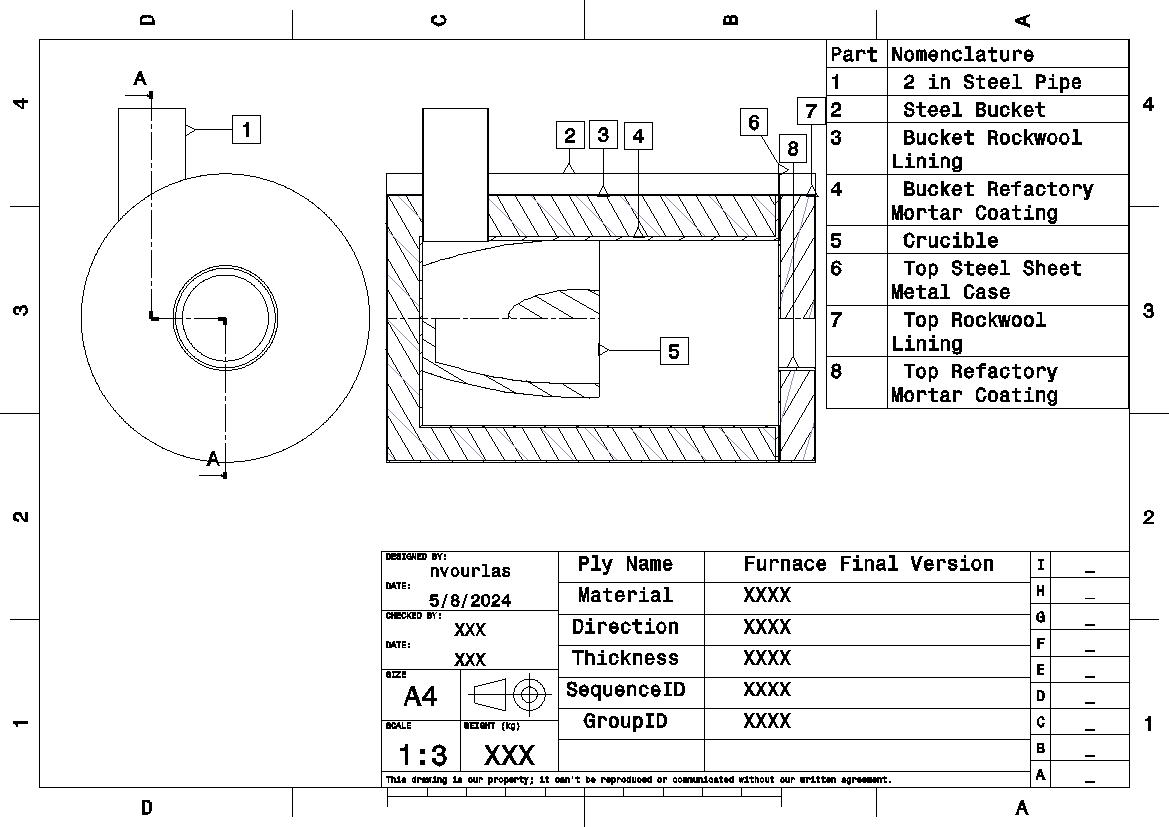 D C B A
4 4
A
1
2 3 4 6 8 7
Part Nomenclature
1 2 in Steel Pipe
2 Steel Bucket
3 Bucket Rockwool
Lining
4 Bucket Refactory
Mortar Coating
5 Crucible
6 Top Steel Sheet
Metal Case
7 Top Rockwool
Lining
8 Top Refactory
Mortar Coating
3 3
5
A
2 2
DESIGNED BY:
nvourlas
DATE:
5/8/2024
CHECKED BY:
XXX
DATE:
XXX
SIZE
A4
SCALE
1:3
WEIGHT (kg)
XXX
Ply Name Furnace Final Version
Material XXXX
Direction XXXX
Thickness XXXX
SequenceID XXXX
GroupID XXXX
I _
H _
G _
F _
E _
D _
C _
B _
A _
1 1
This drawing is our property; it can't be reproduced or communicated without our written agreement.
D A